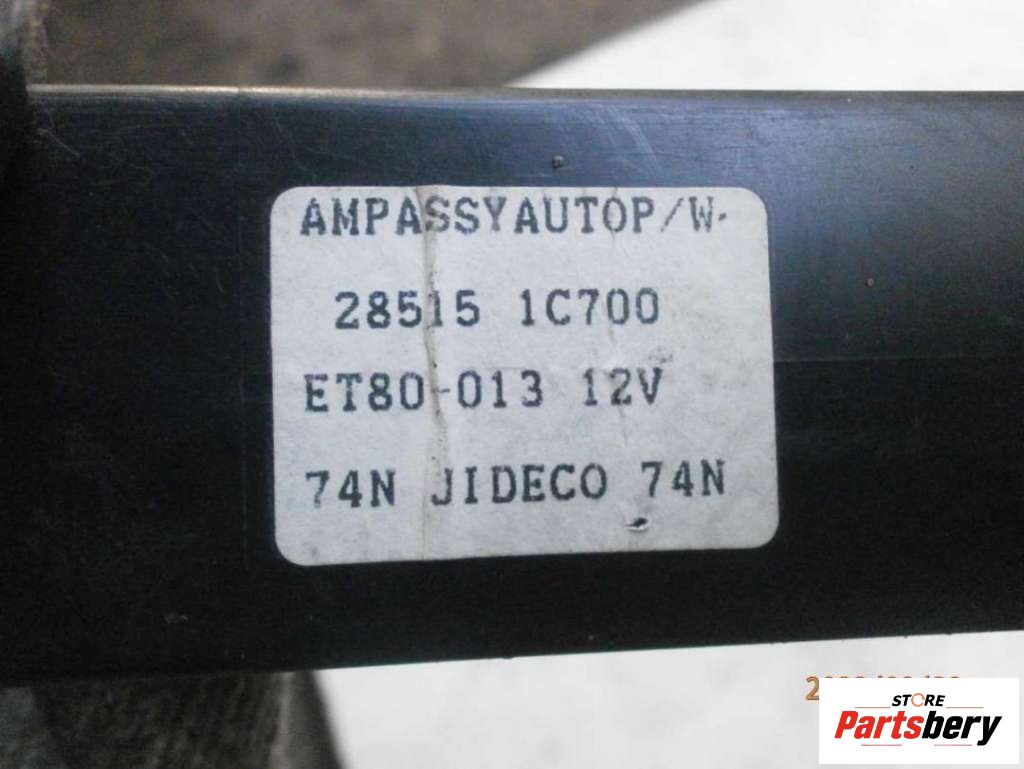 AMPASSYAUTOP/W.
28515 1C700
ET80-013 12V
74N JIDECO 74N
STORE
Partsbery